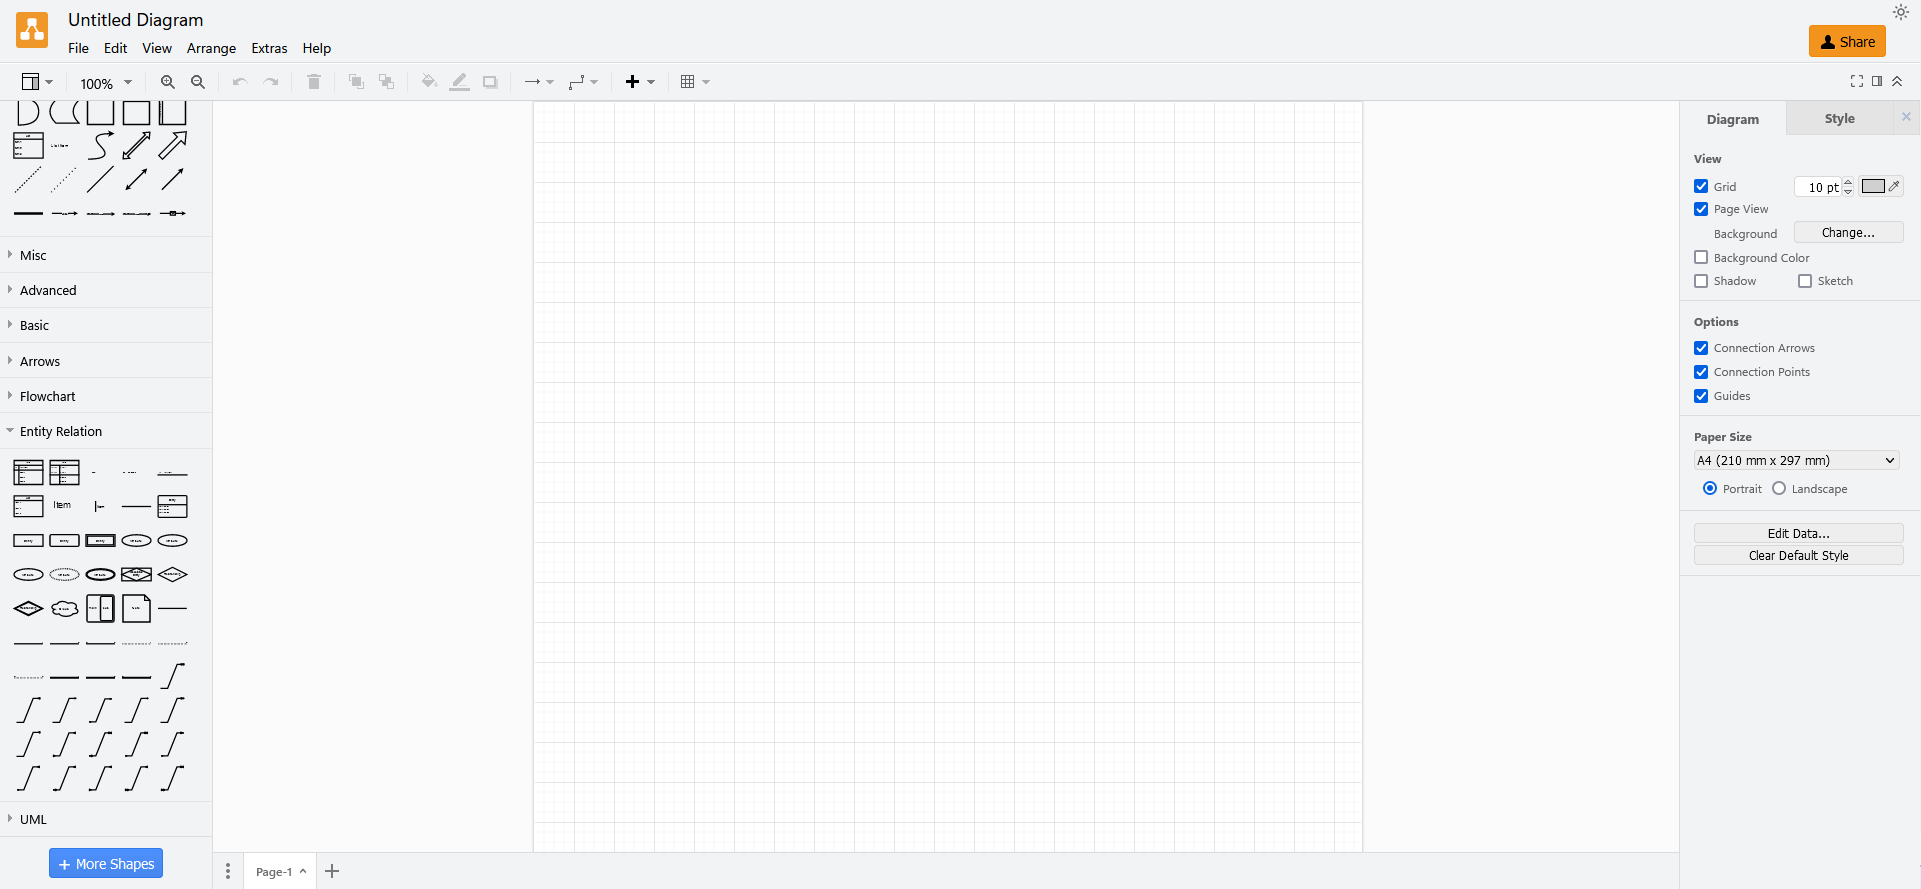 Untitled Diagram
File Edit View Arrange Extras Help
Share
100%
Misc
Advanced
Basic
Arrows
Flowchart
Entity Relation
Item
UML
+ More Shapes
Page-1
Diagram Style
View
Grid 10 pt
Page View
Background Change...
Background Color
Shadow Sketch
Options
Connection Arrows
Connection Points
Guides
Paper Size
A4 (210 mm x 297 mm)
Portrait Landscape
Edit Data...
Clear Default Style